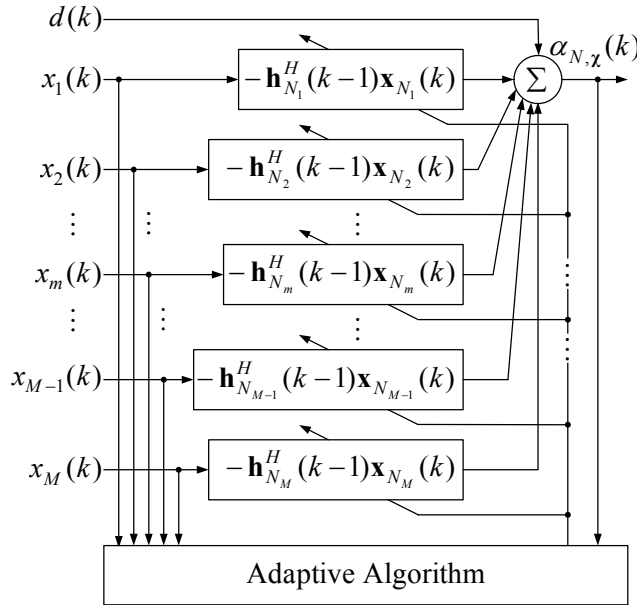 d(k)
α_{N,χ}(k)
x_1(k)
−h^H_{N_1}(k−1)x_{N_1}(k)
Σ
x_2(k)
−h^H_{N_2}(k−1)x_{N_2}(k)
⋮ ⋮ ⋮
x_m(k)
−h^H_{N_m}(k−1)x_{N_m}(k)
⋮
⋮ ⋮ ⋮
⋮
x_{M−1}(k)
−h^H_{N_{M−1}}(k−1)x_{N_{M−1}}(k)
x_M(k)
−h^H_{N_M}(k−1)x_{N_M}(k)
Adaptive Algorithm